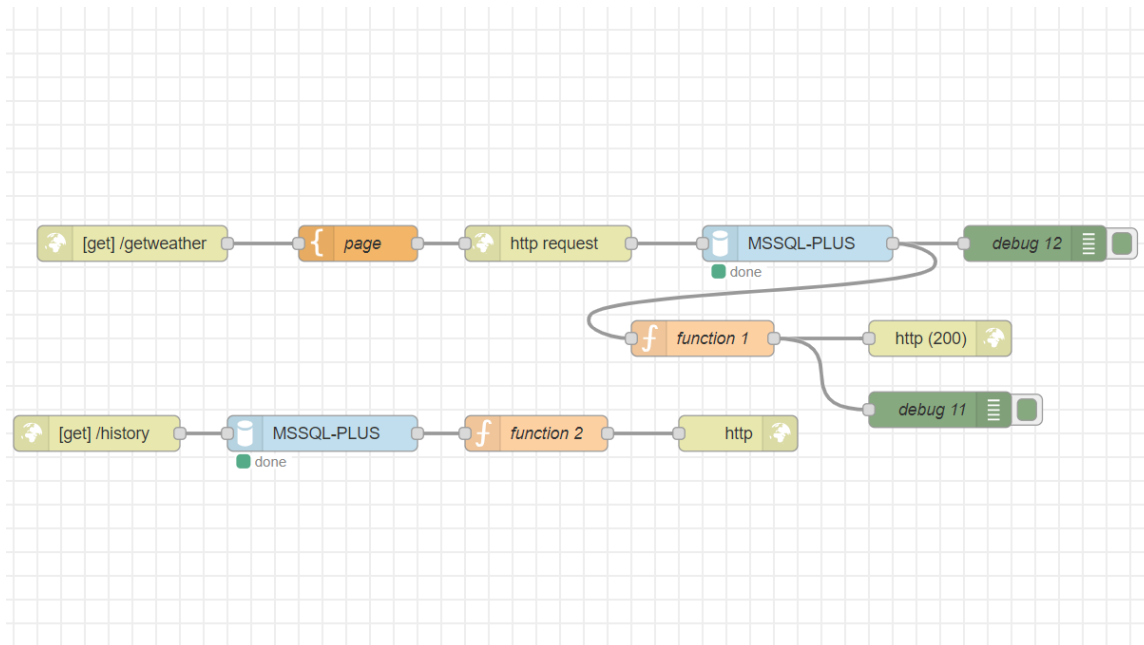 [get] /getweather
page
http request
MSSQL-PLUS
debug 12
done
function 1
http (200)
debug 11
[get] /history
MSSQL-PLUS
function 2
http
done